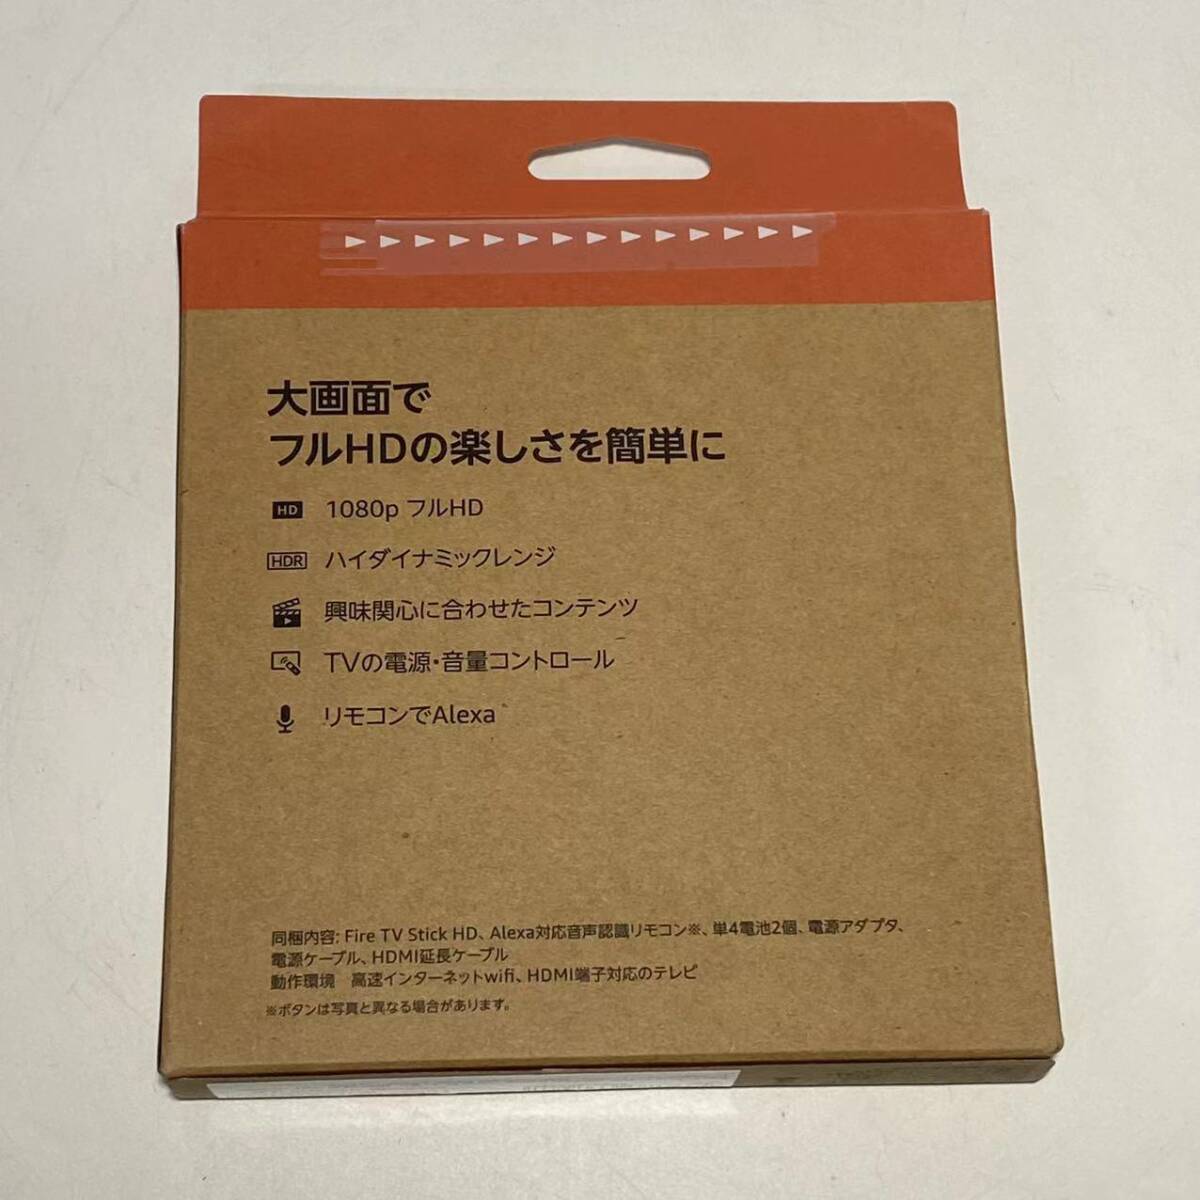 大画面で
フルHDの楽しさを簡単に
HD 1080p フルHD
HDR ハイダイナミックレンジ
興味関心に合わせたコンテンツ
TVの電源・音量コントロール
リモコンでAlexa
同梱内容: Fire TV Stick HD、Alexa対応音声認識リモコン※、単4電池2個、電源アダプタ、
電源ケーブル、HDMI延長ケーブル
動作環境　高速インターネットwifi、HDMI端子対応のテレビ
※ボタンは写真と異なる場合があります。